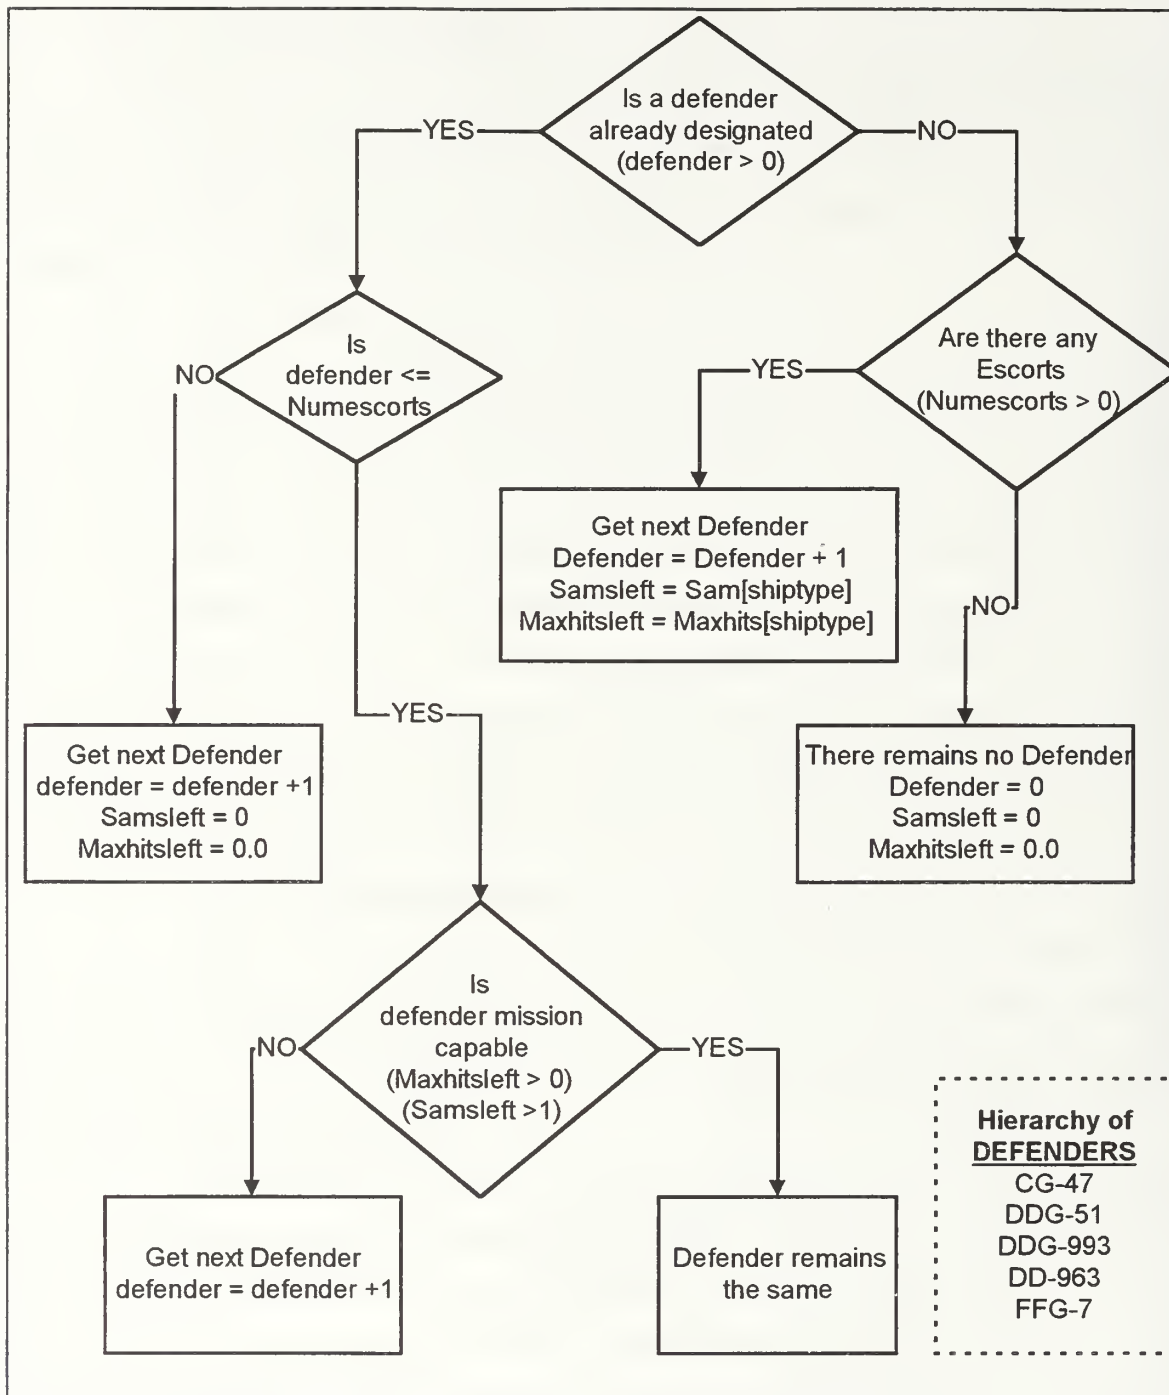 Is a defender
already designated
(defender > 0)
YES
NO
Is
defender <=
Numescorts
NO
Are there any
Escorts
(Numescorts > 0)
YES
Get next Defender
Defender = Defender + 1
Samsleft = Sam[shiptype]
Maxhitsleft = Maxhits[shiptype]
NO
YES
Get next Defender
defender = defender +1
Samsleft = 0
Maxhitsleft = 0.0
There remains no Defender
Defender = 0
Samsleft = 0
Maxhitsleft = 0.0
Is
defender mission
capable
(Maxhitsleft > 0)
(Samsleft >1)
NO
YES
Get next Defender
defender = defender +1
Defender remains
the same
Hierarchy of
DEFENDERS
CG-47
DDG-51
DDG-993
DD-963
FFG-7